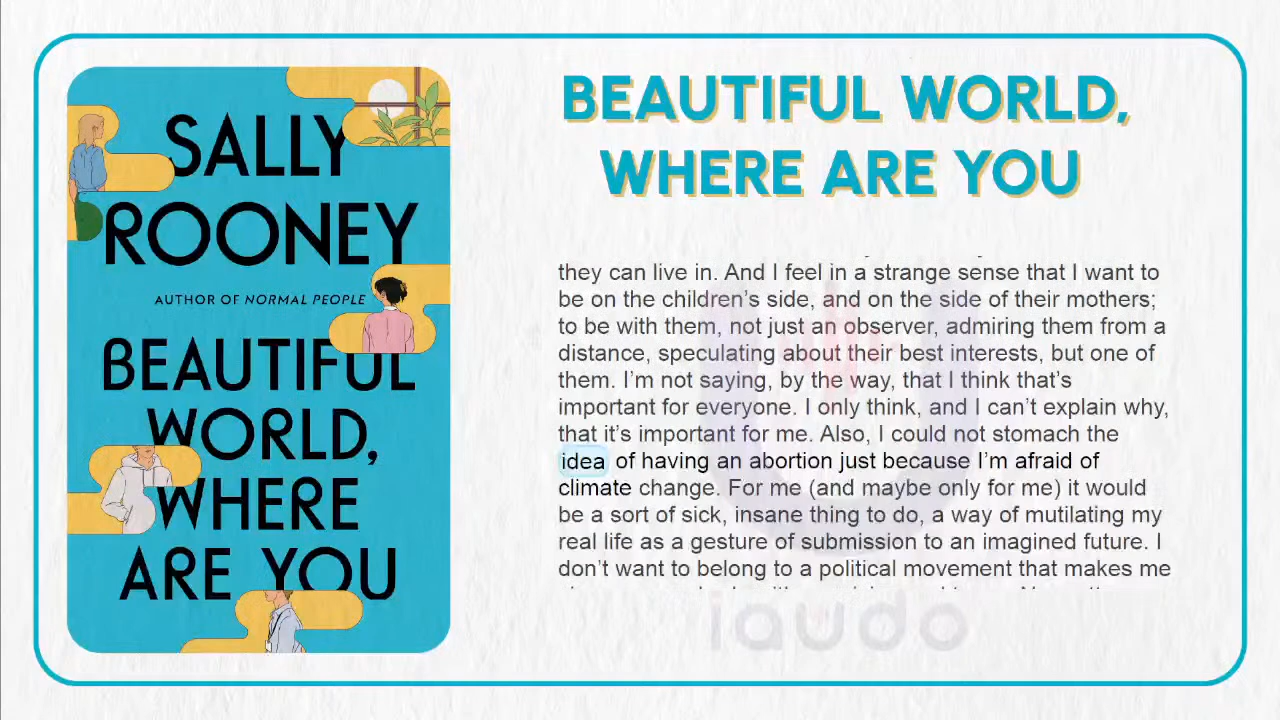 SALLY
ROONEY
AUTHOR OF NORMAL PEOPLE
BEAUTIFUL
WORLD,
WHERE
ARE YOU
BEAUTIFUL WORLD,
WHERE ARE YOU
they can live in. And I feel in a strange sense that I want to
be on the children’s side, and on the side of their mothers;
to be with them, not just an observer, admiring them from a
distance, speculating about their best interests, but one of
them. I’m not saying, by the way, that I think that’s
important for everyone. I only think, and I can’t explain why,
that it’s important for me. Also, I could not stomach the
idea of having an abortion just because I’m afraid of
climate change. For me (and maybe only for me) it would
be a sort of sick, insane thing to do, a way of mutilating my
real life as a gesture of submission to an imagined future. I
don’t want to belong to a political movement that makes me
iaudo